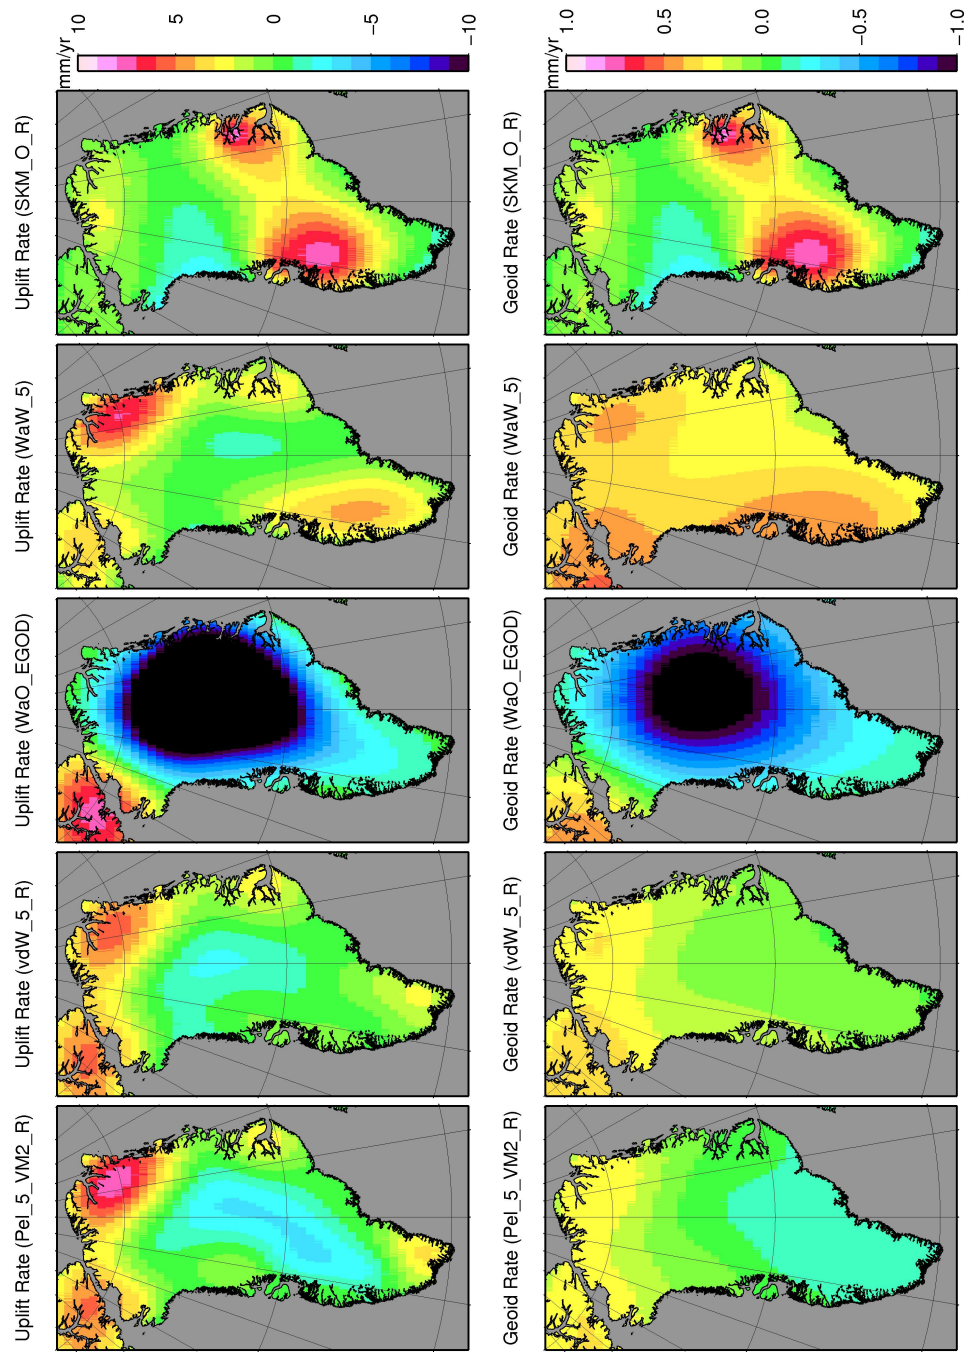 Uplift Rate (Pel_5_VM2_R)
Uplift Rate (vdW_5_R)
Uplift Rate (WaO_EGOD)
Uplift Rate (WaW_5)
Uplift Rate (SKM_O_R)
mm/yr
10
5
0
−5
−10
Geoid Rate (Pel_5_VM2_R)
Geoid Rate (vdW_5_R)
Geoid Rate (WaO_EGOD)
Geoid Rate (WaW_5)
Geoid Rate (SKM_O_R)
mm/yr
1.0
0.5
0.0
−0.5
−1.0